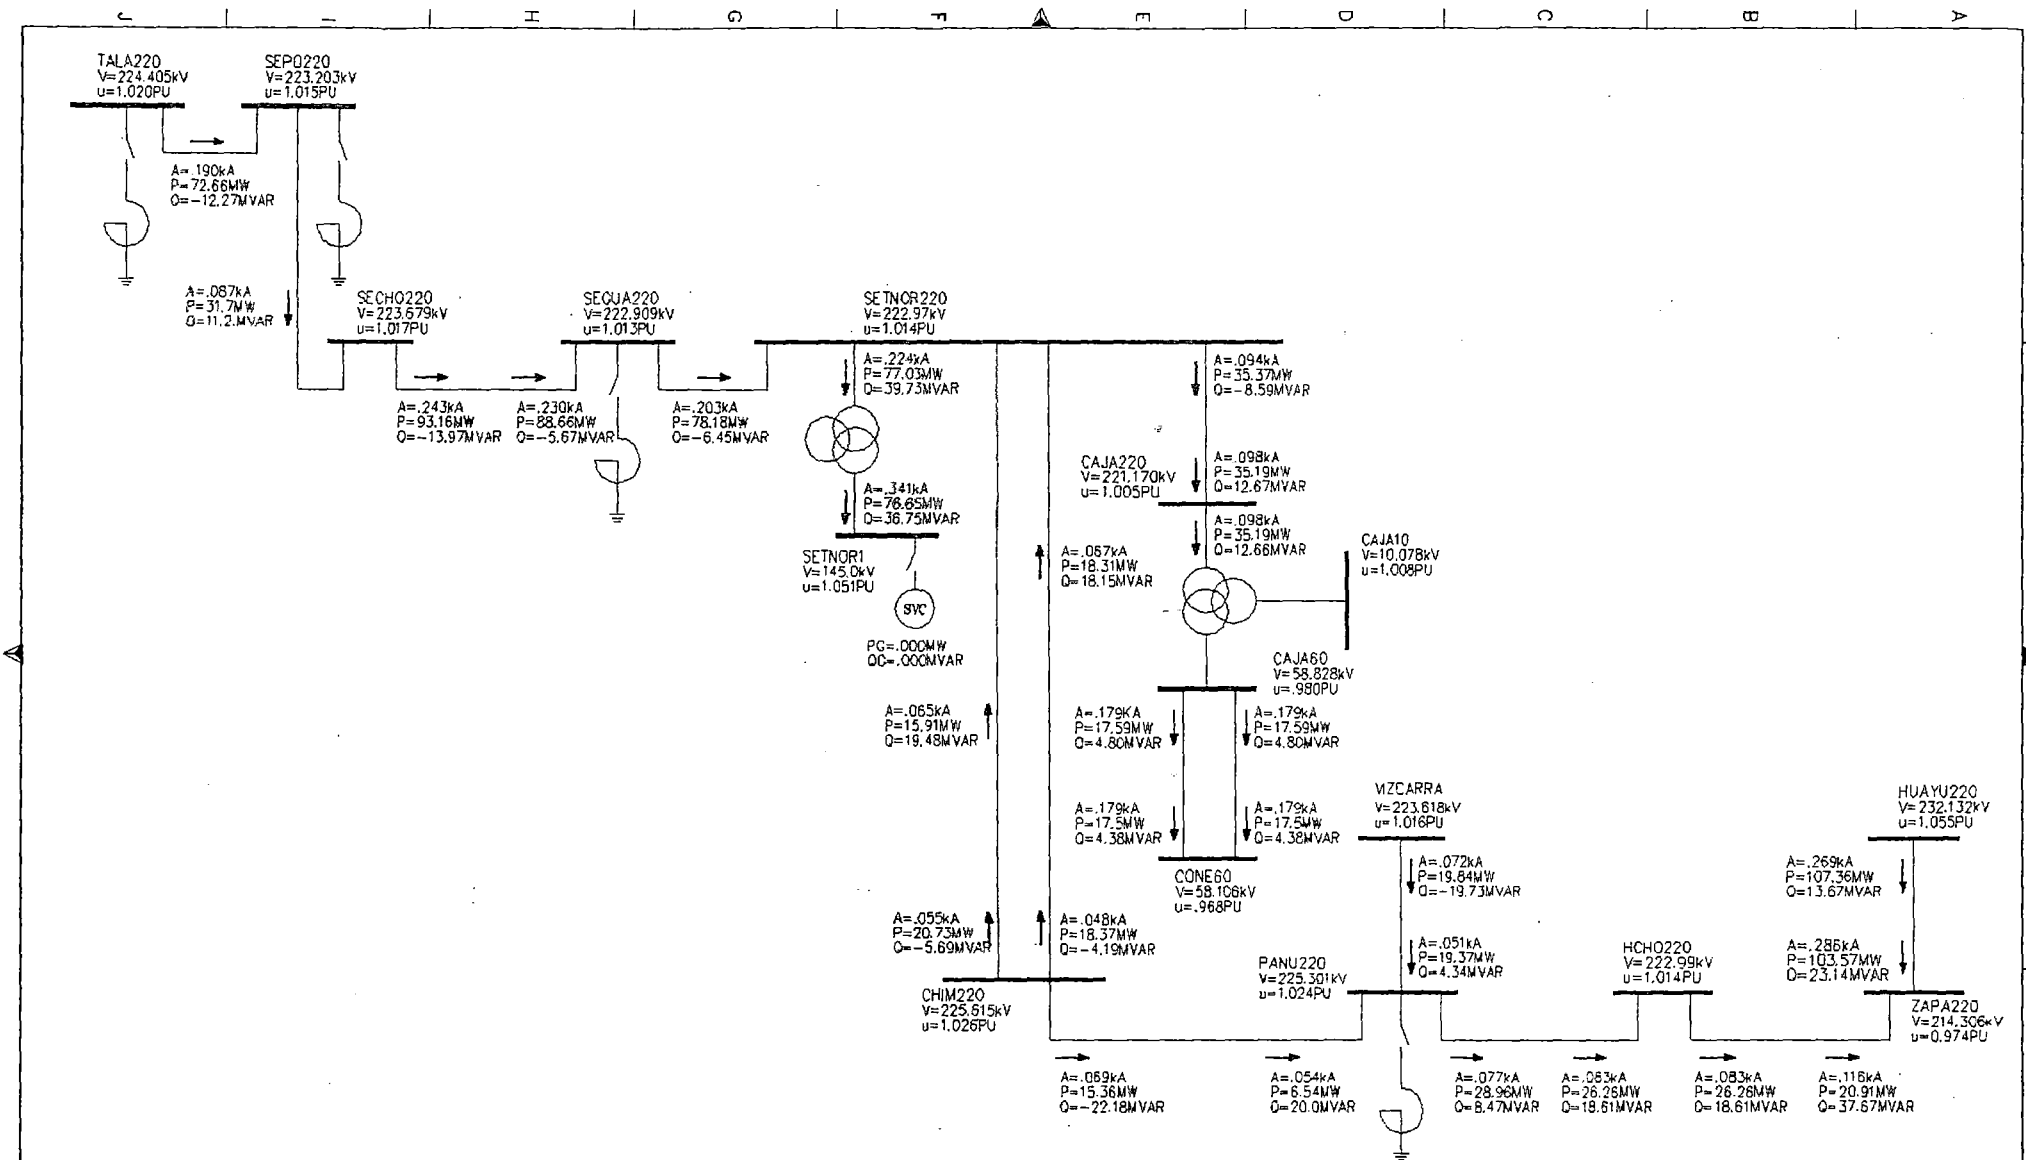 J I H G F E D C B A
TALA220
V=224.405kV
u=1.020PU
SEPO220
V=223.203kV
u=1.015PU
A=.190kA
P=72.66MW
Q=-12.27MVAR
A=.087kA
P=31.7MW
Q=11.2.MVAR
SECHO220
V=223.679kV
u=1.017PU
SEGUA220
V=222.909kV
u=1.013PU
SETNOR220
V=222.97kV
u=1.014PU
A=.243kA
P=93.16MW
Q=-13.97MVAR
A=.230kA
P=88.66MW
Q=-5.67MVAR
A=.203kA
P=78.18MW
Q=-6.45MVAR
A=.224kA
P=77.03MW
Q=39.73MVAR
A=.094kA
P=35.37MW
Q=-8.59MVAR
A=.341kA
P=76.65MW
Q=36.75MVAR
CAJA220
V=221.170kV
u=1.005PU
A=.098kA
P=35.19MW
Q=12.67MVAR
A=.098kA
P=35.19MW
Q=12.66MVAR
SETNOR1
V=145.0kV
u=1.051PU
SVC
PG=.000MW
QG=.000MVAR
A=.067kA
P=18.31MW
Q=18.15MVAR
CAJA10
V=10.078kV
u=1.008PU
CAJA60
V=58.828kV
u=.980PU
A=.065kA
P=15.91MW
Q=19.48MVAR
A=.179KA
P=17.59MW
Q=4.80MVAR
A=.179kA
P=17.59MW
Q=4.80MVAR
A=.179kA
P=17.5MW
Q=4.38MVAR
A=.179kA
P=17.5MW
Q=4.38MVAR
CONE60
V=58.106kV
u=.968PU
VIZCARRA
V=223.618kV
u=1.016PU
HUAYU220
V=232.132kV
u=1.055PU
A=.072kA
P=19.84MW
Q=-19.73MVAR
A=.269kA
P=107.36MW
Q=13.67MVAR
A=.055kA
P=20.73MW
Q=-5.69MVAR
A=.048kA
P=18.37MW
Q=-4.19MVAR
A=.051kA
P=19.37MW
Q=4.34MVAR
A=.286kA
P=103.57MW
Q=23.14MVAR
CHIM220
V=225.615kV
u=1.026PU
PANU220
V=225.301kV
u=1.024PU
HCHO220
V=222.99kV
u=1.014PU
ZAPA220
V=214.306kV
u=0.974PU
A=.069kA
P=15.36MW
Q=-22.18MVAR
A=.054kA
P=6.54MW
Q=20.0MVAR
A=.077kA
P=28.96MW
Q=8.47MVAR
A=.083kA
P=26.26MW
Q=18.61MVAR
A=.083kA
P=26.28MW
Q=18.61MVAR
A=.116kA
P=20.91MW
Q=37.67MVAR